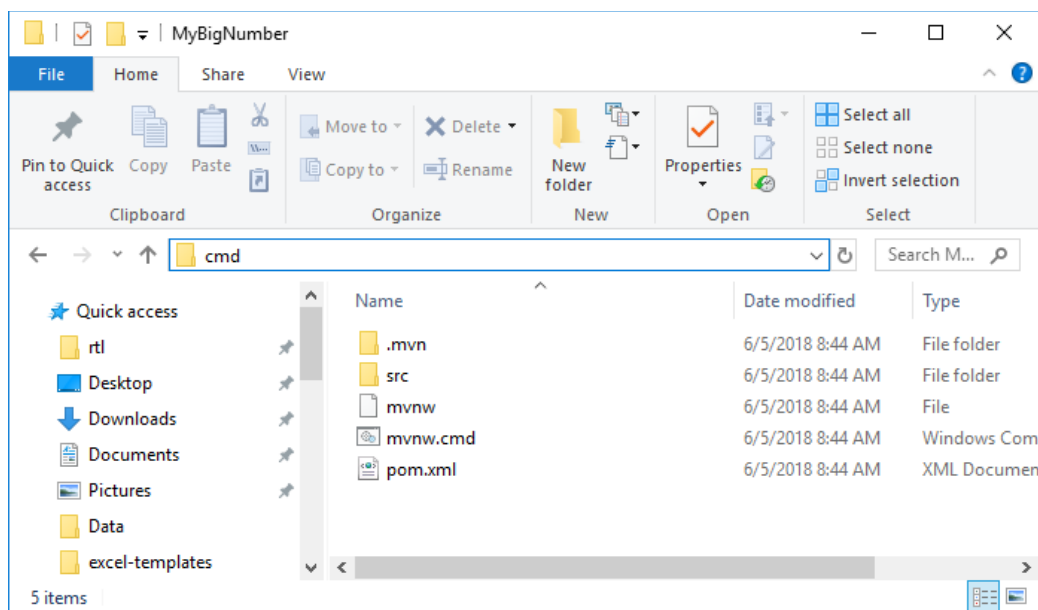 MyBigNumber
File Home Share View
Pin to Quick access
Copy
Paste
Move to
Copy to
Delete
Rename
New folder
Properties
Select all
Select none
Invert selection
Clipboard Organize New Open Select
cmd
Search M...
Quick access
rtl
Desktop
Downloads
Documents
Pictures
Data
excel-templates
Name Date modified Type
.mvn 6/5/2018 8:44 AM File folder
src 6/5/2018 8:44 AM File folder
mvnw 6/5/2018 8:44 AM File
mvnw.cmd 6/5/2018 8:44 AM Windows Com
pom.xml 6/5/2018 8:44 AM XML Documen
5 items